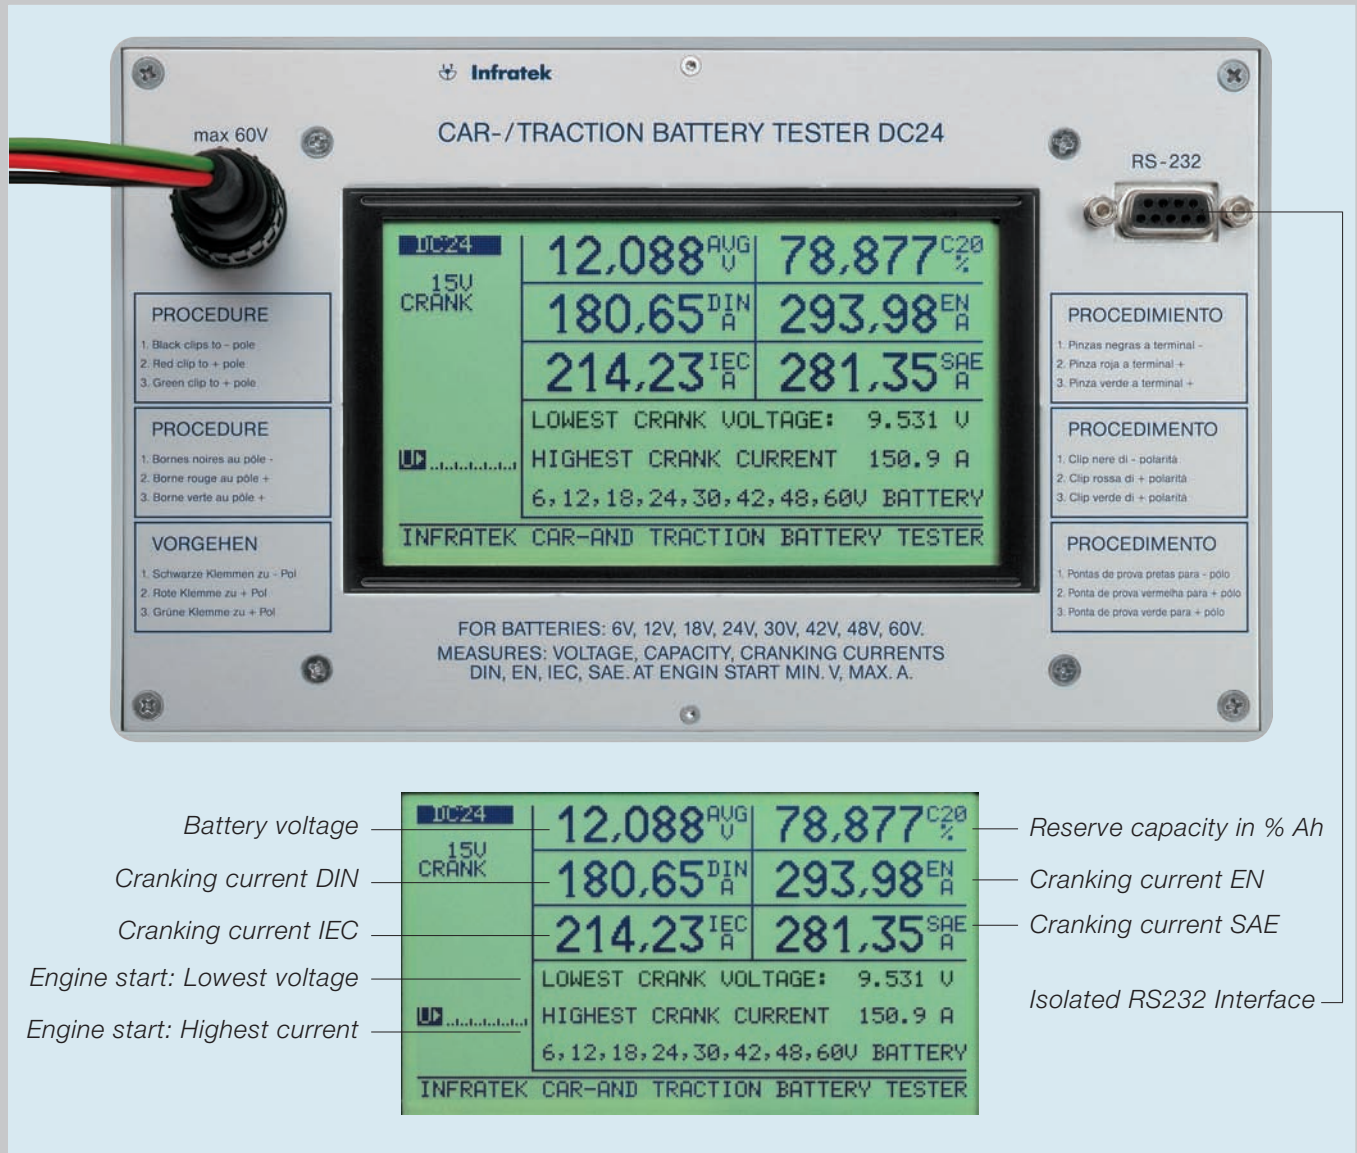 Infratek
max 60V
CAR-/TRACTION BATTERY TESTER DC24
RS-232
DC24
15V
CRANK
12,088 AVG V
78,877 C20 %
180,65 DIN A
293,98 EN A
214,23 IEC A
281,35 SAE A
LOWEST CRANK VOLTAGE: 9.531 V
U HIGHEST CRANK CURRENT 150.9 A
6,12,18,24,30,42,48,60V BATTERY
INFRATEK CAR-AND TRACTION BATTERY TESTER
PROCEDURE
1. Black clips to - pole
2. Red clip to + pole
3. Green clip to + pole
PROCEDURE
1. Bornes noires au pôle -
2. Borne rouge au pôle +
3. Borne verte au pôle +
VORGEHEN
1. Schwarze Klemmen zu - Pol
2. Rote Klemme zu + Pol
3. Grüne Klemme zu + Pol
PROCEDIMIENTO
1. Pinzas negras a terminal -
2. Pinza roja a terminal +
3. Pinza verde a terminal +
PROCEDIMENTO
1. Clip nere di - polarità
2. Clip rossa di + polarità
3. Clip verde di + polarità
PROCEDIMENTO
1. Pontas de prova pretas para - pólo
2. Ponta de prova vermelha para + pólo
3. Ponta de prova verde para + pólo
FOR BATTERIES: 6V, 12V, 18V, 24V, 30V, 42V, 48V, 60V.
MEASURES: VOLTAGE, CAPACITY, CRANKING CURRENTS
DIN, EN, IEC, SAE. AT ENGIN START MIN. V, MAX. A.
Battery voltage
Cranking current DIN
Cranking current IEC
Engine start: Lowest voltage
Engine start: Highest current
DC24
15V
CRANK
12,088 AVG V
78,877 C20 %
180,65 DIN A
293,98 EN A
214,23 IEC A
281,35 SAE A
LOWEST CRANK VOLTAGE: 9.531 V
U HIGHEST CRANK CURRENT 150.9 A
6,12,18,24,30,42,48,60V BATTERY
INFRATEK CAR-AND TRACTION BATTERY TESTER
Reserve capacity in % Ah
Cranking current EN
Cranking current SAE
Isolated RS232 Interface